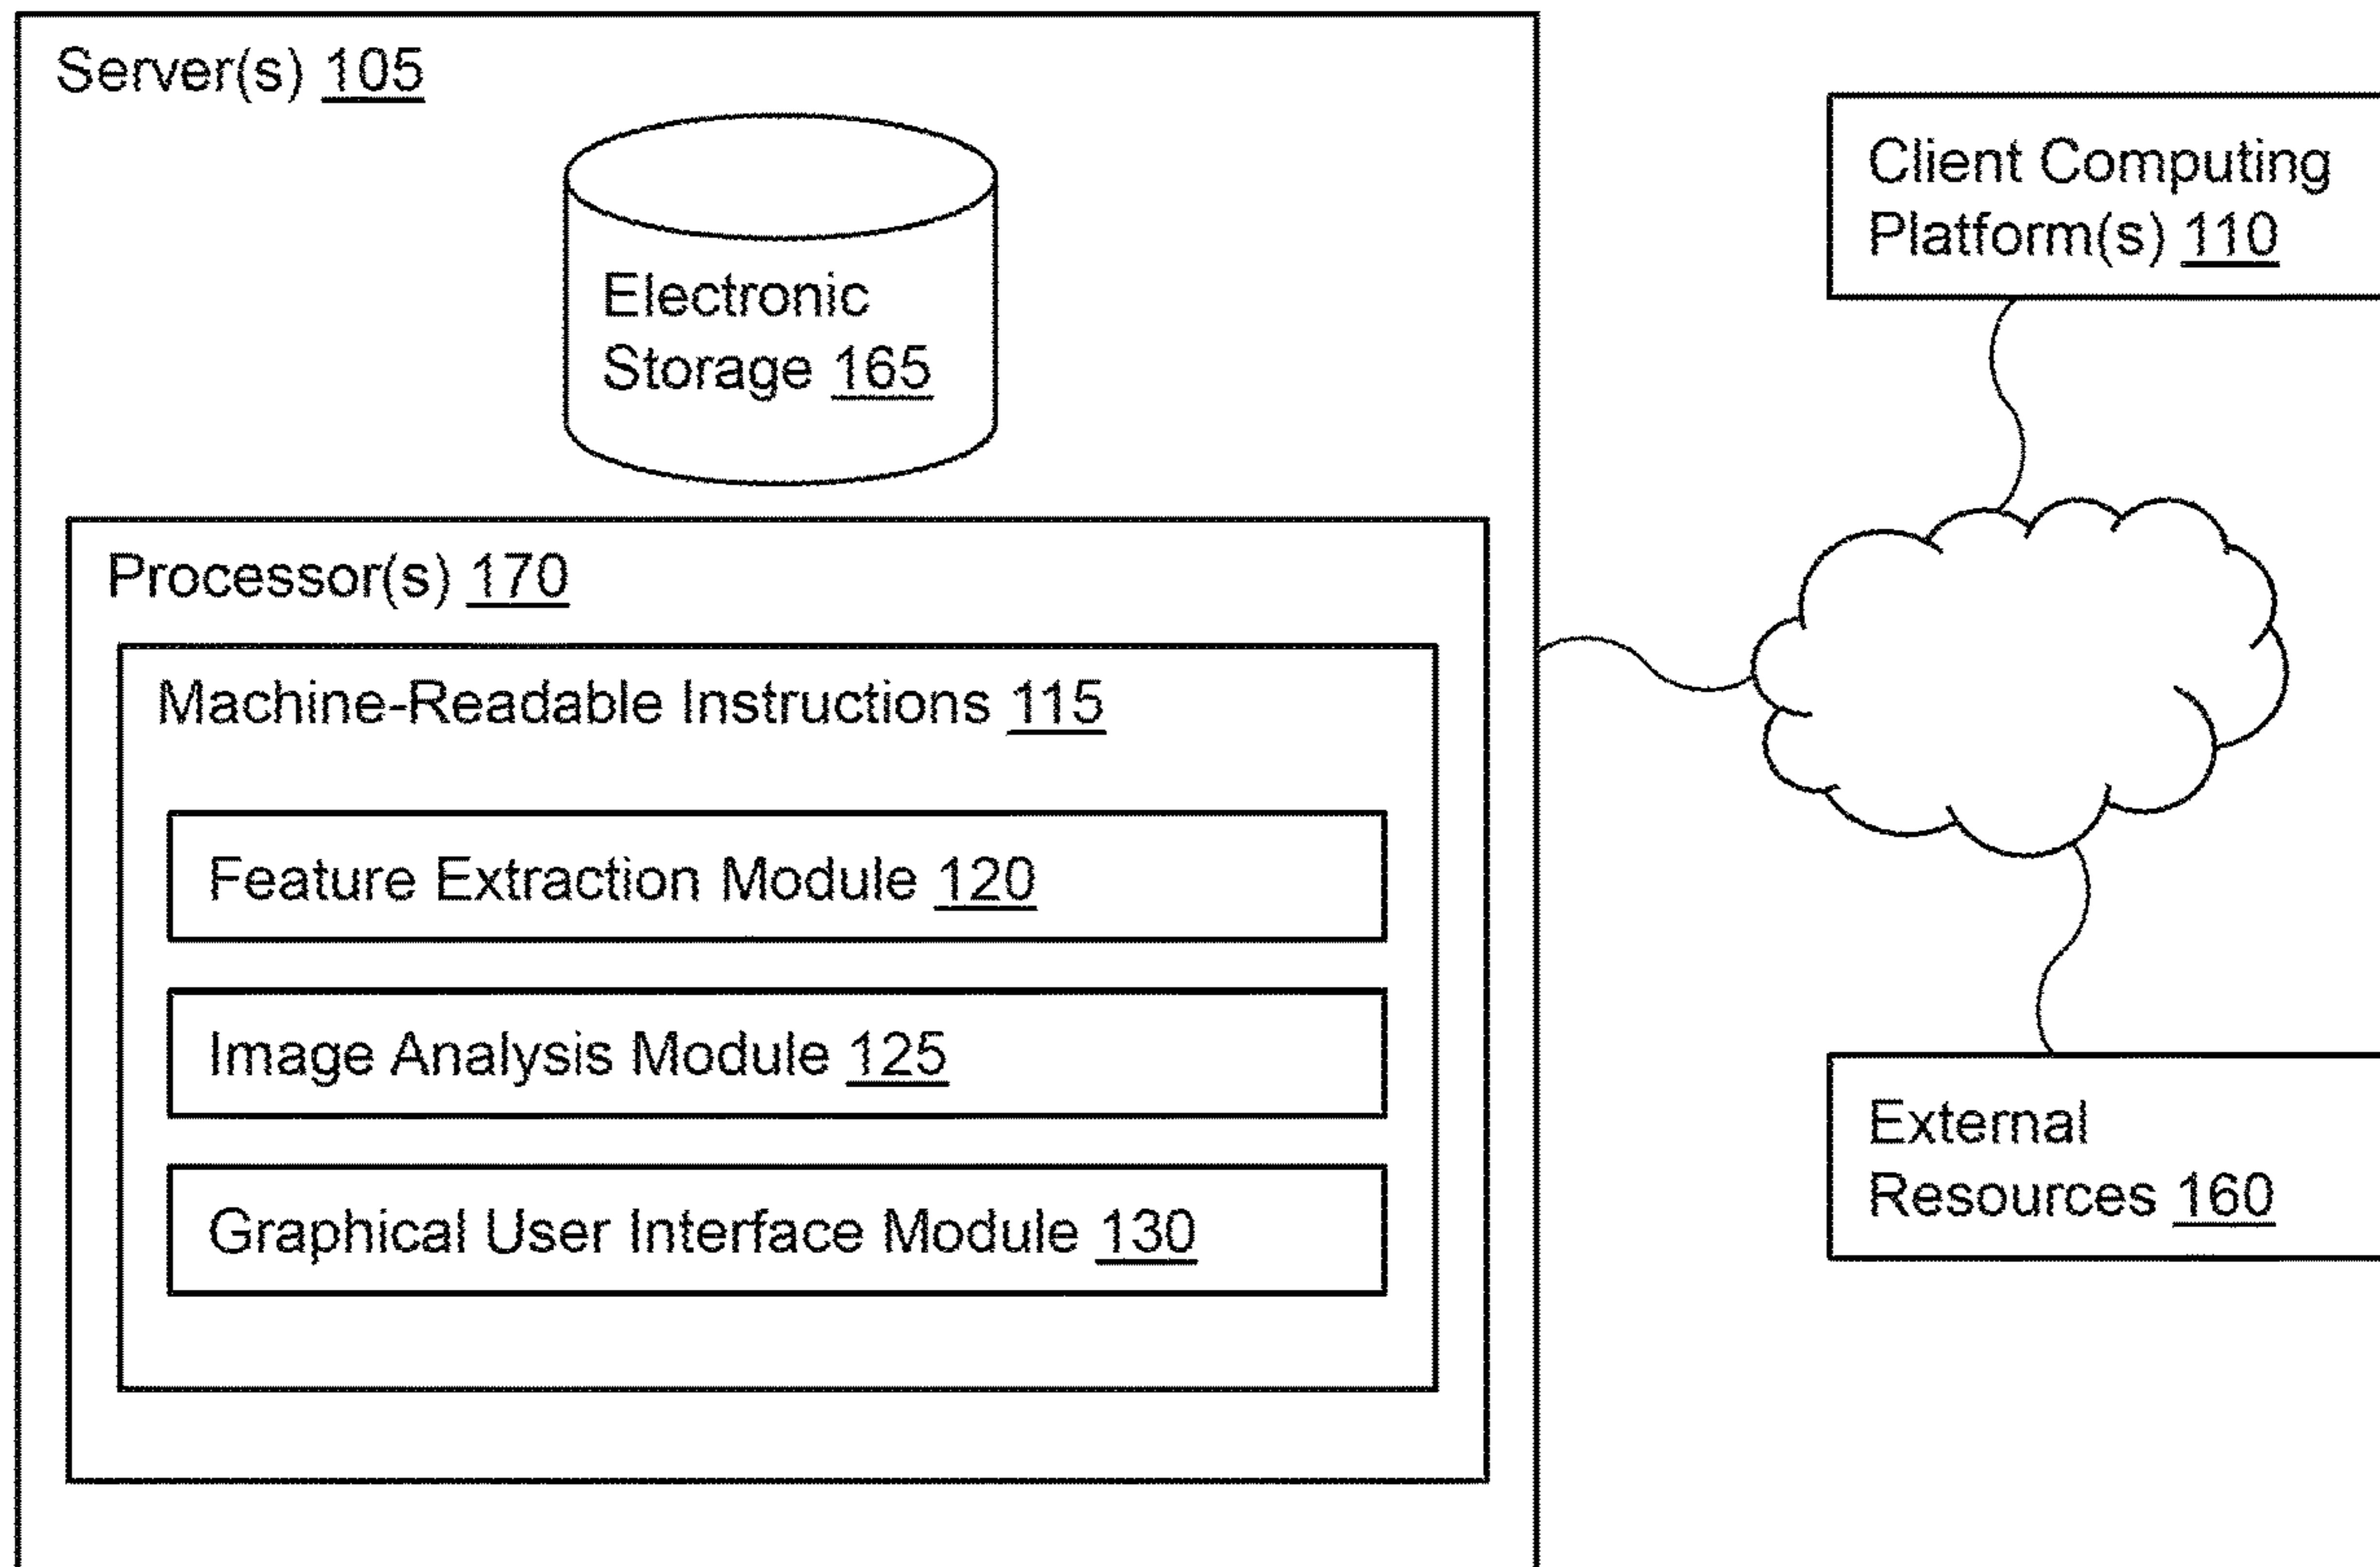 Server(s) 105
Electronic
Storage 165
Processor(s) 170
Machine-Readable Instructions 115
Feature Extraction Module 120
Image Analysis Module 125
Graphical User Interface Module 130
Client Computing
Platform(s) 110
External
Resources 160